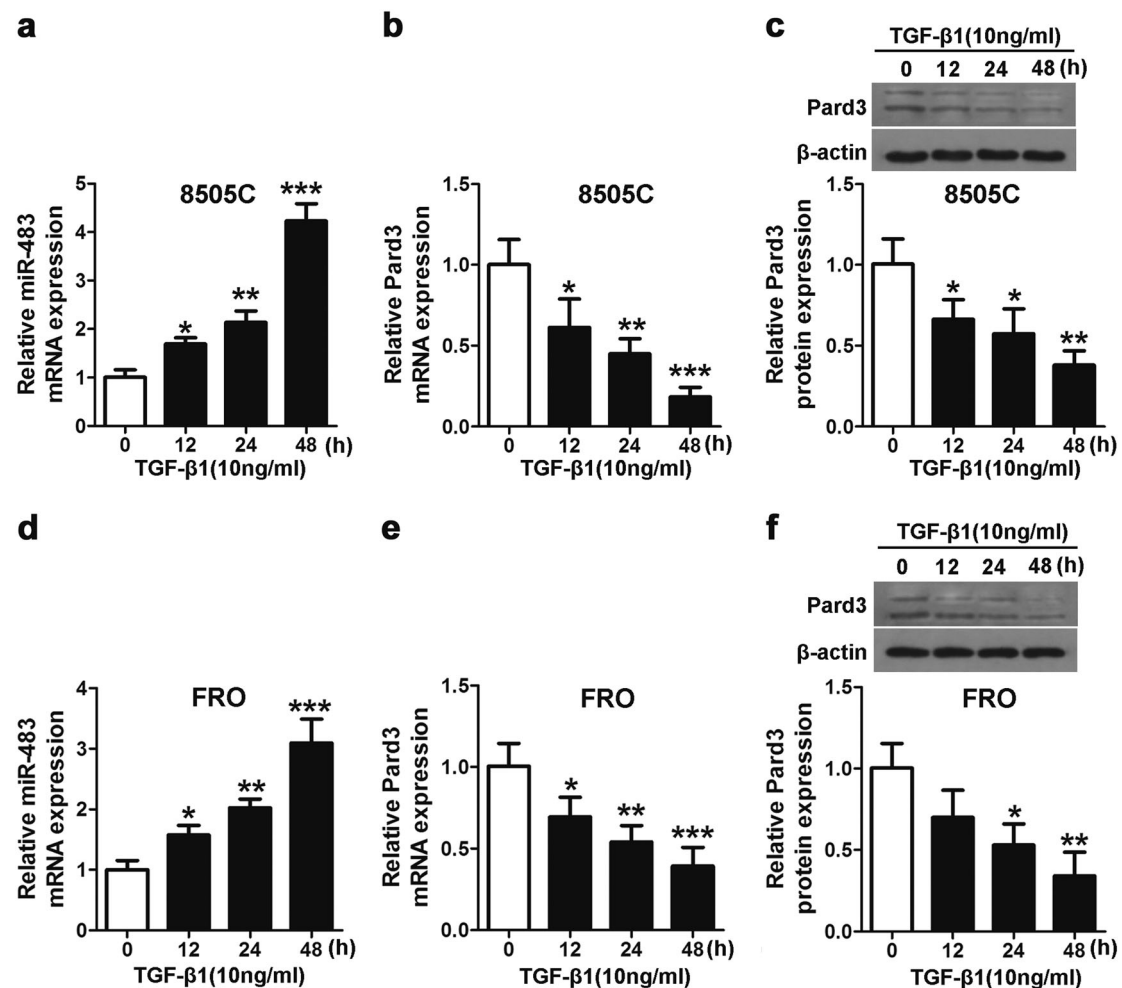 a
8505C
Relative miR-483
mRNA expression
5
4
3
2
1
0
*
**
***
0 12 24 48 (h)
TGF-β1(10ng/ml)
b
8505C
Relative Pard3
mRNA expression
1.5
1.0
0.5
0.0
*
**
***
0 12 24 48 (h)
TGF-β1(10ng/ml)
c
TGF-β1(10ng/ml)
0 12 24 48 (h)
Pard3
β-actin
8505C
Relative Pard3
protein expression
1.5
1.0
0.5
0.0
*
*
**
0 12 24 48 (h)
TGF-β1(10ng/ml)
d
FRO
Relative miR-483
mRNA expression
4
3
2
1
0
*
**
***
0 12 24 48 (h)
TGF-β1(10ng/ml)
e
FRO
Relative Pard3
mRNA expression
1.5
1.0
0.5
0.0
*
**
***
0 12 24 48 (h)
TGF-β1(10ng/ml)
f
TGF-β1(10ng/ml)
0 12 24 48 (h)
Pard3
β-actin
FRO
Relative Pard3
protein expression
1.5
1.0
0.5
0.0
*
**
0 12 24 48 (h)
TGF-β1(10ng/ml)